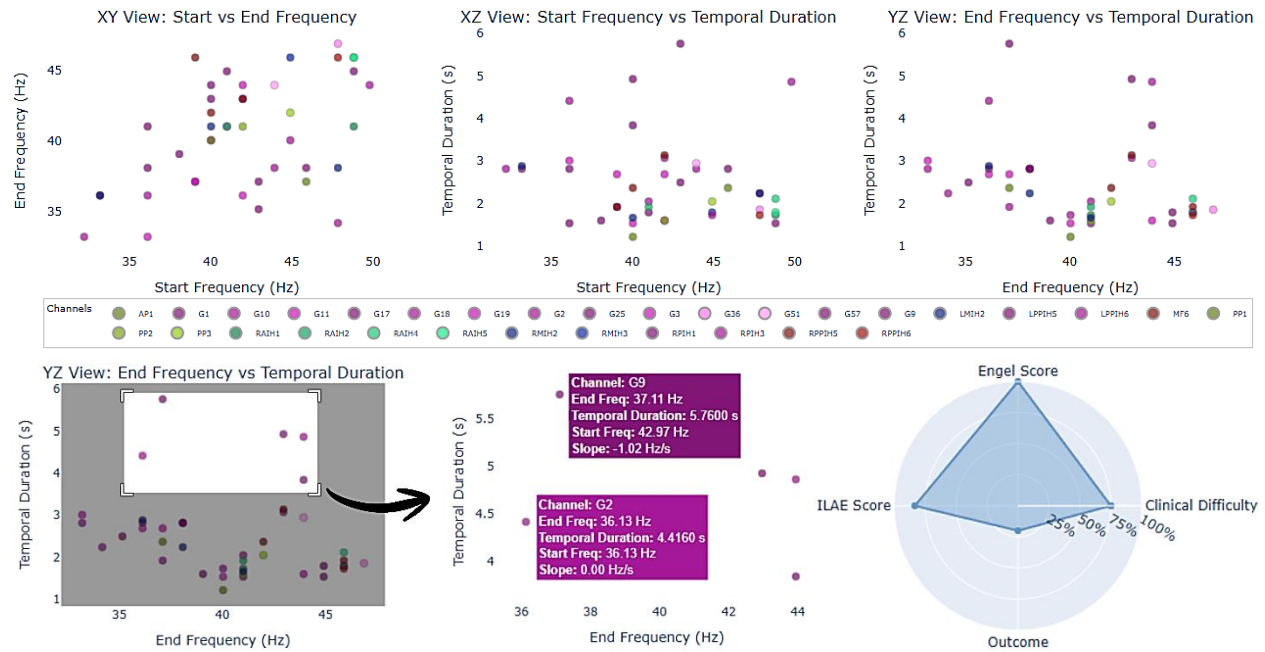 XY View: Start vs End Frequency
End Frequency (Hz)
45
40
35
35 40 45 50
Start Frequency (Hz)
XZ View: Start Frequency vs Temporal Duration
Temporal Duration (s)
6
5
4
3
2
1
35 40 45 50
Start Frequency (Hz)
YZ View: End Frequency vs Temporal Duration
Temporal Duration (s)
6
5
4
3
2
1
35 40 45
End Frequency (Hz)
Channels
AP1 G1 G10 G11 G17 G18 G19 G2 G25 G3 G36 G51 G57 G9 LMIH2 LPPIH5 LPPIH6 MF6 PP1
PP2 PP3 RAIH1 RAIH2 RAIH4 RAIH5 RMIH2 RMIH3 RPIH1 RPIH3 RPPIH5 RPPIH6
YZ View: End Frequency vs Temporal Duration
Temporal Duration (s)
6
5
4
3
2
1
35 40 45
End Frequency (Hz)
Temporal Duration (s)
5.5
5
4.5
4
Channel: G9
End Freq: 37.11 Hz
Temporal Duration: 5.7600 s
Start Freq: 42.97 Hz
Slope: -1.02 Hz/s
Channel: G2
End Freq: 36.13 Hz
Temporal Duration: 4.4160 s
Start Freq: 36.13 Hz
Slope: 0.00 Hz/s
36 38 40 42 44
End Frequency (Hz)
Engel Score
ILAE Score
Clinical Difficulty
25% 50% 75% 100%
Outcome